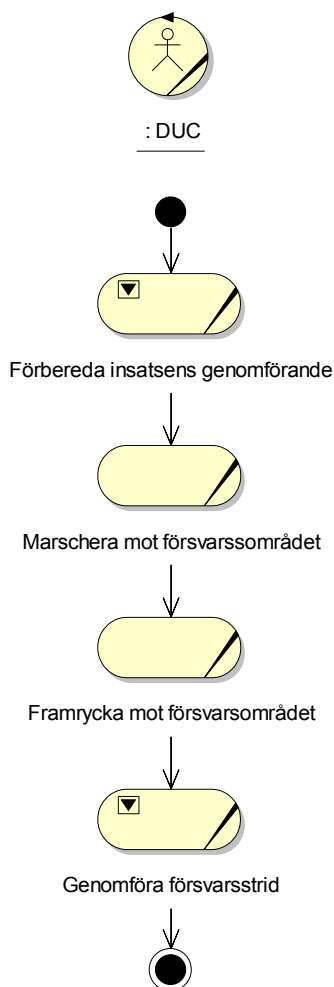 : DUC
Förbereda insatsens genomförande
Marschera mot försvarssområdet
Framrycka mot försvarsområdet
Genomföra försvarsstrid